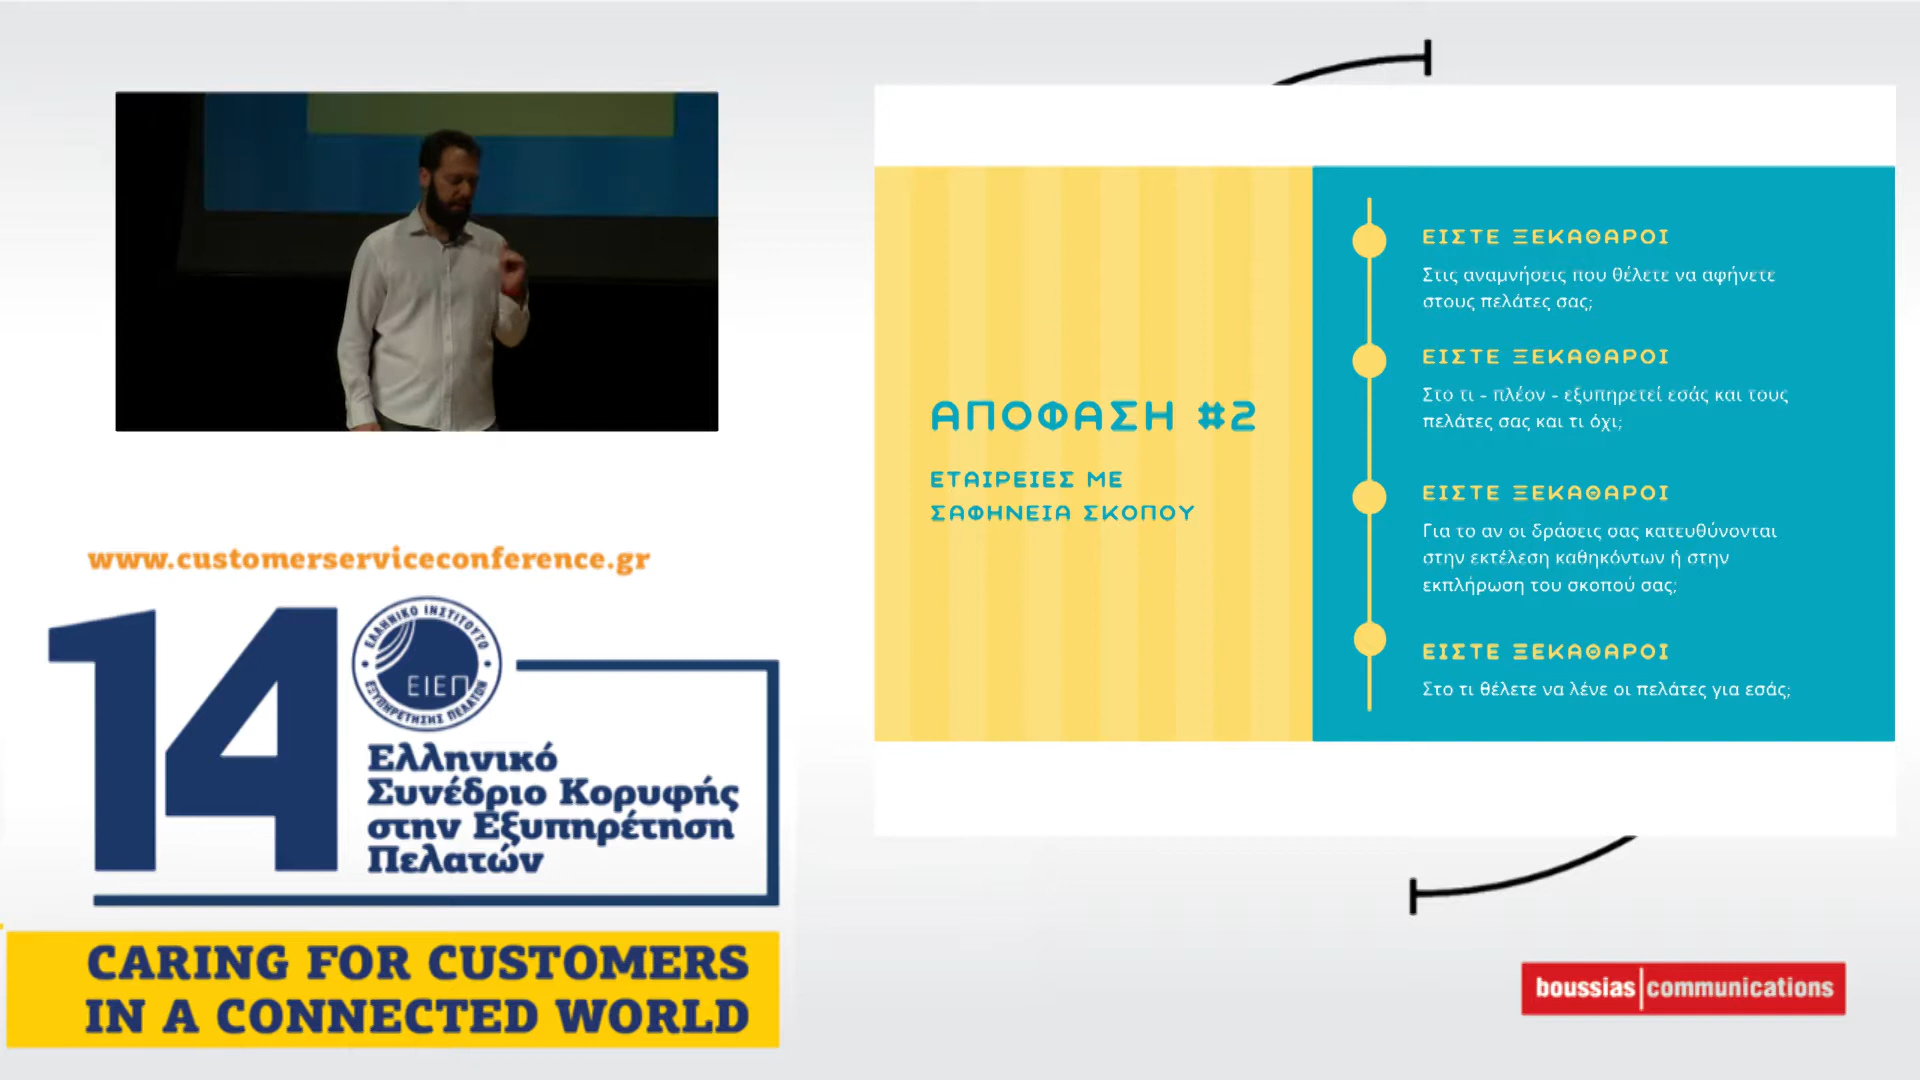 www.customerserviceconference.gr
14
ΕΛΛΗΝΙΚΟ ΙΝΣΤΙΤΟΥΤΟ
ΕΙΕΠ
ΕΞΥΠΗΡΕΤΗΣΗΣ ΠΕΛΑΤΩΝ
Ελληνικό
Συνέδριο Κορυφής
στην Εξυπηρέτηση
Πελατών
CARING FOR CUSTOMERS
IN A CONNECTED WORLD
ΑΠΟΦΑΣΗ #2
ΕΤΑΙΡΕΙΕΣ ΜΕ
ΣΑΦΗΝΕΙΑ ΣΚΟΠΟΥ
ΕΙΣΤΕ ΞΕΚΑΘΑΡΟΙ
Στις αναμνήσεις που θέλετε να αφήνετε
στους πελάτες σας;
ΕΙΣΤΕ ΞΕΚΑΘΑΡΟΙ
Στο τι - πλέον - εξυπηρετεί εσάς και τους
πελάτες σας και τι όχι;
ΕΙΣΤΕ ΞΕΚΑΘΑΡΟΙ
Για το αν οι δράσεις σας κατευθύνονται
στην εκτέλεση καθηκόντων ή στην
εκπλήρωση του σκοπού σας;
ΕΙΣΤΕ ΞΕΚΑΘΑΡΟΙ
Στο τι θέλετε να λένε οι πελάτες για εσάς;
boussias communications